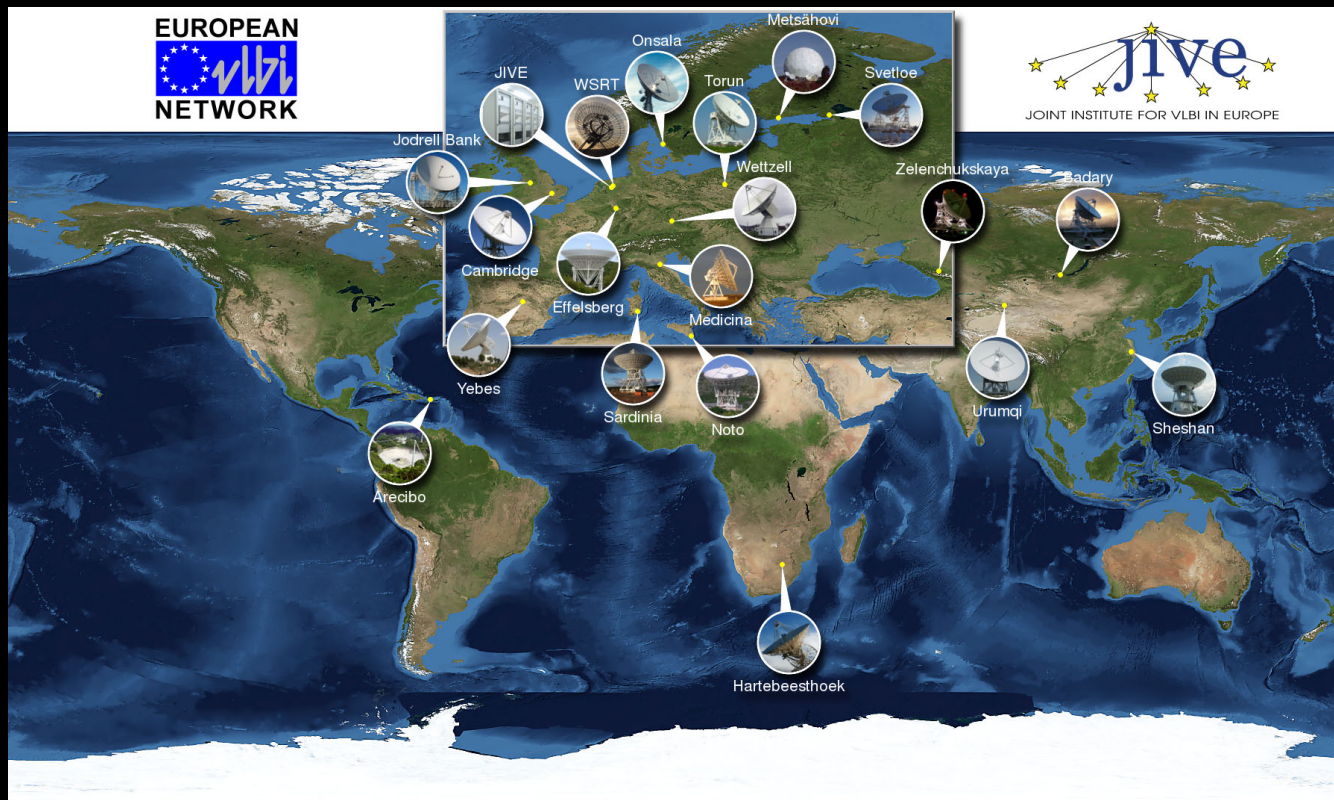 EUROPEAN
vlbi
NETWORK
jive
JOINT INSTITUTE FOR VLBI IN EUROPE
Metsähovi
Onsala
JIVE
WSRT
Torun
Svetloe
Jodrell Bank
Wettzell
Zelenchukskaya
Badary
Cambridge
Effelsberg
Medicina
Yebes
Sardinia
Noto
Urumqi
Sheshan
Arecibo
Hartebeesthoek